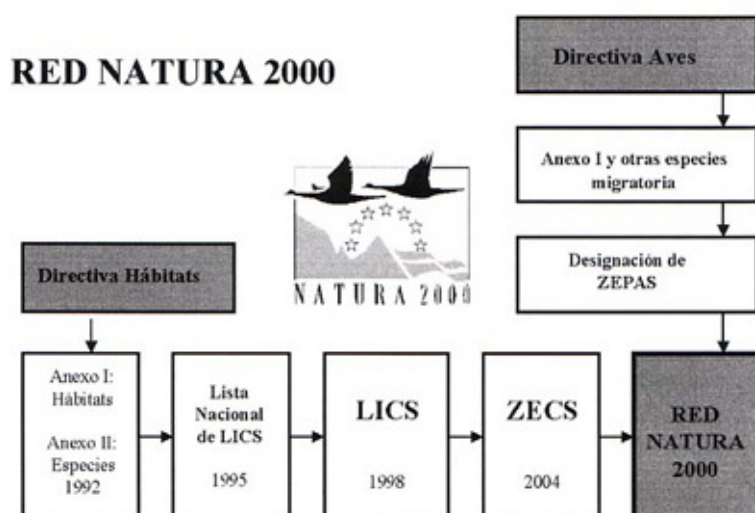 RED NATURA 2000
Directiva Aves
Anexo I y otras especies
migratoria
Designación de
ZEPAS
NATURA 2000
Directiva Hábitats
Anexo I:
Hábitats
Anexo II:
Especies
1992
Lista
Nacional
de LICS
1995
LICS
1998
ZECS
2004
RED
NATURA
2000